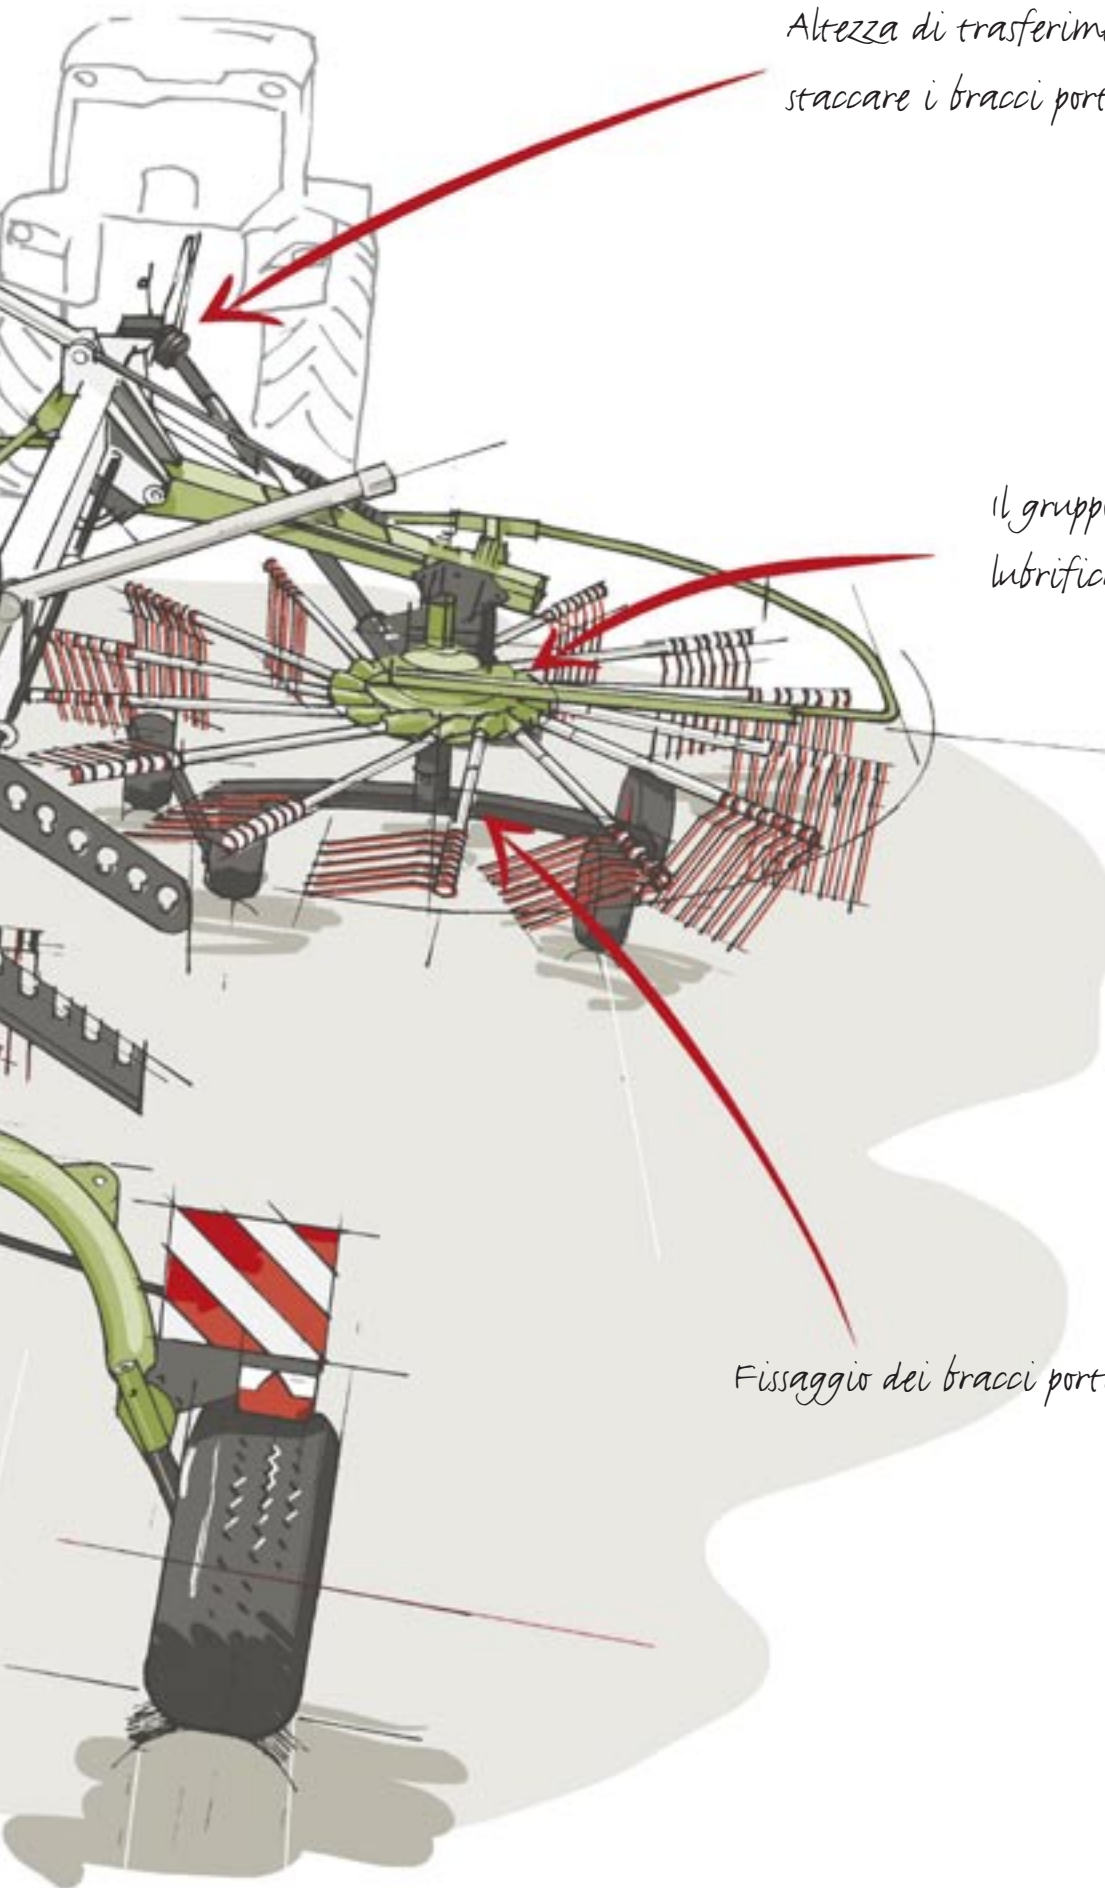 Altezza di trasferim
staccare i bracci port
Il grupp
lubrific
Fissaggio dei bracci port